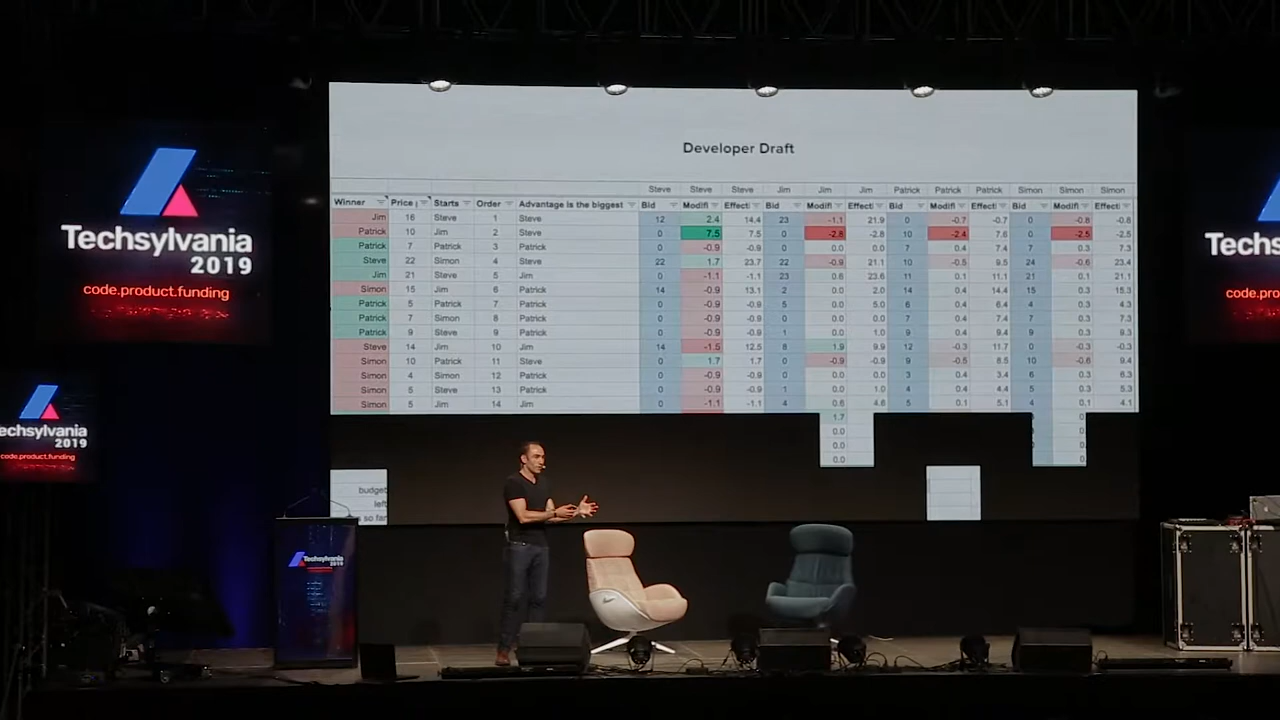 Techsylvania
2019
code.product.funding
echsylvania
2019
code.product.funding
Techsylvania
2019
Techs
code.pro
Developer Draft
Steve Steve Steve Jim Jim Jim Patrick Patrick Patrick Simon Simon Simon
Winner Price Starts Order Advantage is the biggest Bid Modifi Effecti Bid Modifi Effecti Bid Modifi Effecti Bid Modifi Effecti
Jim 16 Steve 1 Steve 12 2.4 14.4 23 -1.1 21.9 0 -0.7 -0.7 0 -0.8 -0.8
Patrick 10 Jim 2 Steve 0 7.5 7.5 0 -2.8 -2.8 10 -2.4 7.6 0 -2.5 -2.5
Patrick 7 Patrick 3 Patrick 0 -0.9 -0.9 0 0.0 0.0 7 0.4 7.4 7 0.3 7.3
Steve 22 Simon 4 Steve 22 1.7 23.7 22 -0.9 21.1 10 -0.5 9.5 24 -0.6 23.4
Jim 21 Steve 5 Jim 0 -1.1 -1.1 23 0.6 23.6 11 0.1 11.1 21 0.1 21.1
Simon 15 Jim 6 Patrick 14 -0.9 13.1 2 0.0 2.0 14 0.4 14.4 15 0.3 15.3
Patrick 5 Patrick 7 Patrick 0 -0.9 -0.9 5 0.0 5.0 6 0.4 6.4 4 0.3 4.3
Patrick 7 Simon 8 Patrick 0 -0.9 -0.9 0 0.0 0.0 7 0.4 7.4 7 0.3 7.3
Patrick 9 Steve 9 Patrick 0 -0.9 -0.9 1 0.0 1.0 9 0.4 9.4 9 0.3 9.3
Steve 14 Jim 10 Jim 14 -1.5 12.5 8 1.9 9.9 12 -0.3 11.7 0 -0.3 -0.3
Simon 10 Patrick 11 Steve 0 1.7 1.7 0 -0.9 -0.9 9 -0.5 8.5 10 -0.6 9.4
Simon 4 Simon 12 Patrick 0 -0.9 -0.9 0 0.0 0.0 3 0.4 3.4 6 0.3 6.3
Simon 5 Steve 13 Patrick 0 -0.9 -0.9 1 0.0 1.0 4 0.4 4.4 5 0.3 5.3
Simon 5 Jim 14 Jim 0 -1.1 -1.1 4 0.6 4.6 5 0.1 5.1 4 0.1 4.1
1.7 0
0.0 0.
0.0 0.
0.0 0.
budget
left
so far